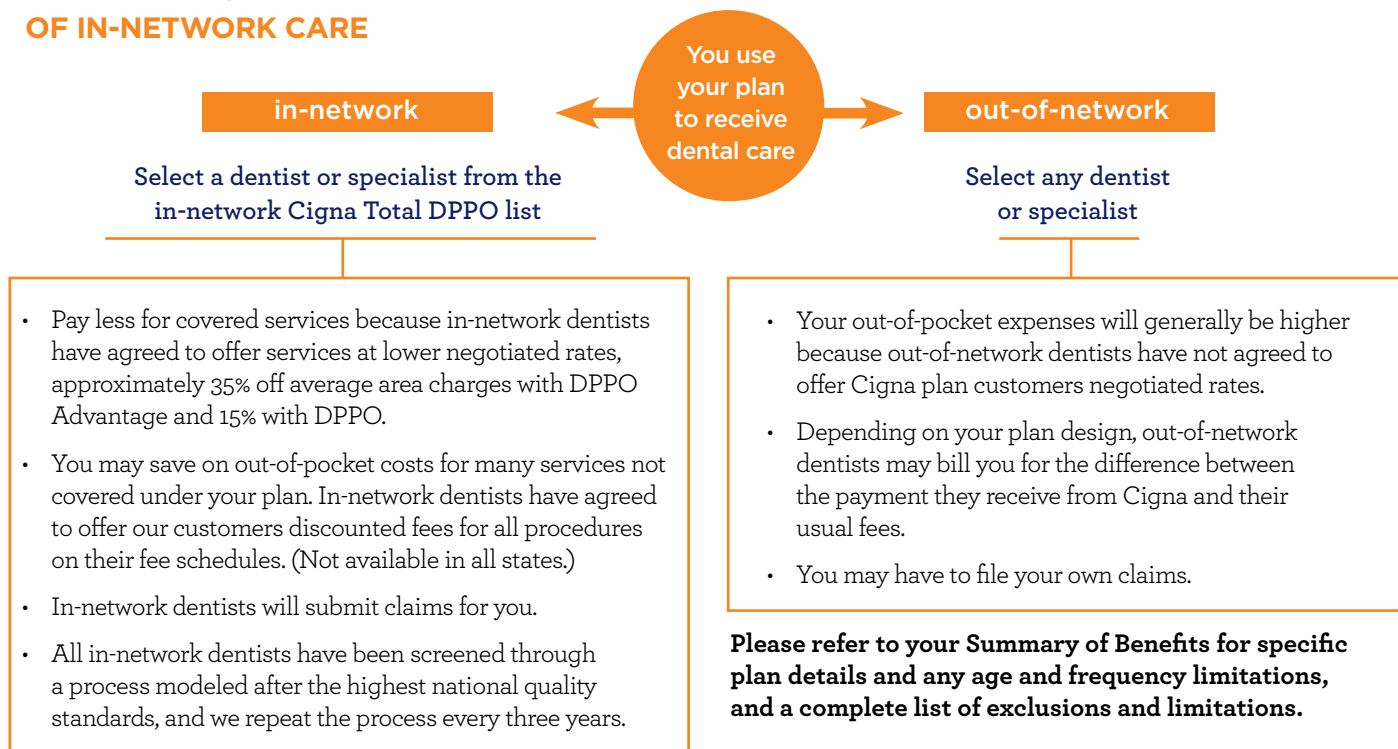 OF IN-NETWORK CARE
You use
your plan
to receive
dental care
in-network
Select a dentist or specialist from the
in-network Cigna Total DPPO list
• Pay less for covered services because in-network dentists
have agreed to offer services at lower negotiated rates,
approximately 35% off average area charges with DPPO
Advantage and 15% with DPPO.
• You may save on out-of-pocket costs for many services not
covered under your plan. In-network dentists have agreed
to offer our customers discounted fees for all procedures
on their fee schedules. (Not available in all states.)
• In-network dentists will submit claims for you.
• All in-network dentists have been screened through
a process modeled after the highest national quality
standards, and we repeat the process every three years.
out-of-network
Select any dentist
or specialist
• Your out-of-pocket expenses will generally be higher
because out-of-network dentists have not agreed to
offer Cigna plan customers negotiated rates.
• Depending on your plan design, out-of-network
dentists may bill you for the difference between
the payment they receive from Cigna and their
usual fees.
• You may have to file your own claims.
Please refer to your Summary of Benefits for specific
plan details and any age and frequency limitations,
and a complete list of exclusions and limitations.